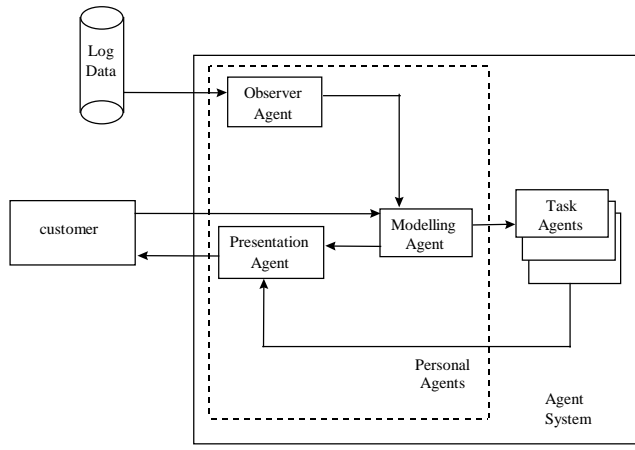 Log
Data
Observer
Agent
customer
Presentation
Agent
Modelling
Agent
Task
Agents
Personal
Agents
Agent
System